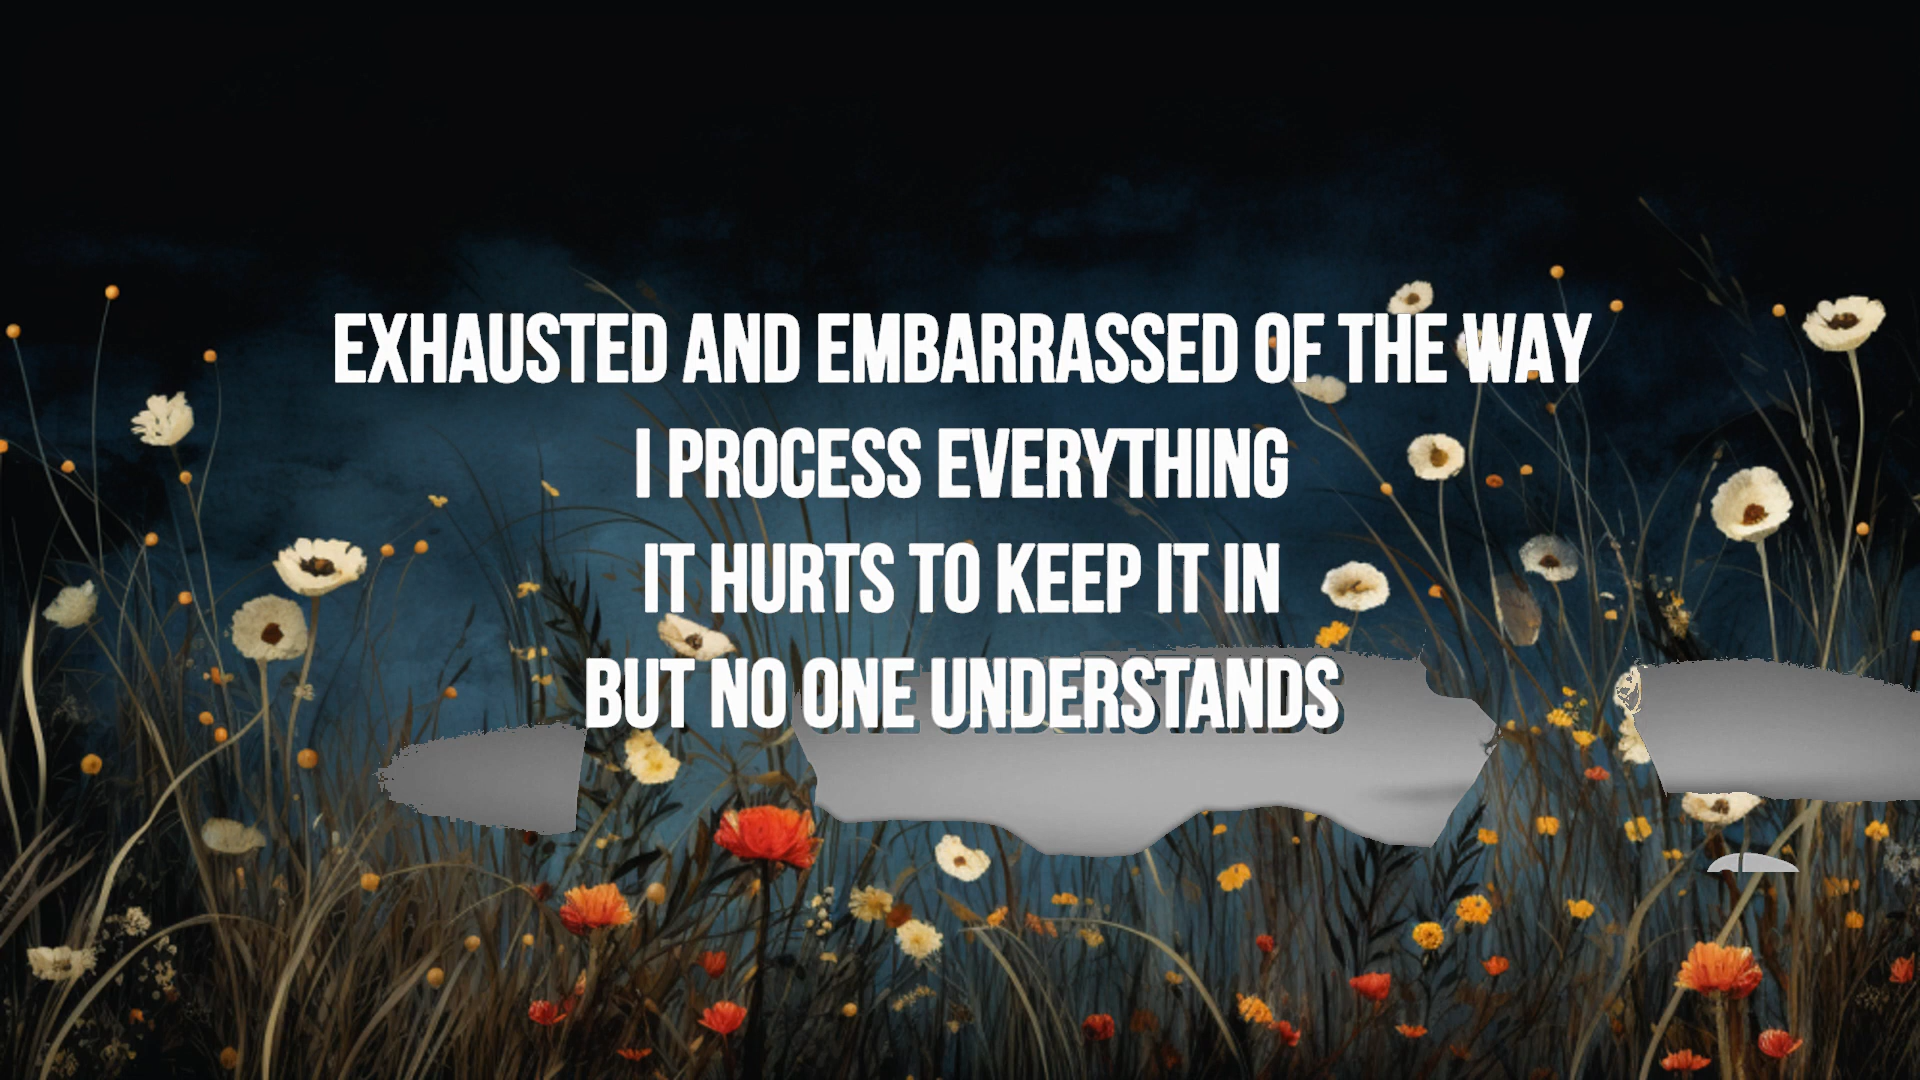 EXHAUSTED AND EMBARRASSED OF THE WAY
I PROCESS EVERYTHING
IT HURTS TO KEEP IT IN
BUT NO ONE UNDERSTANDS